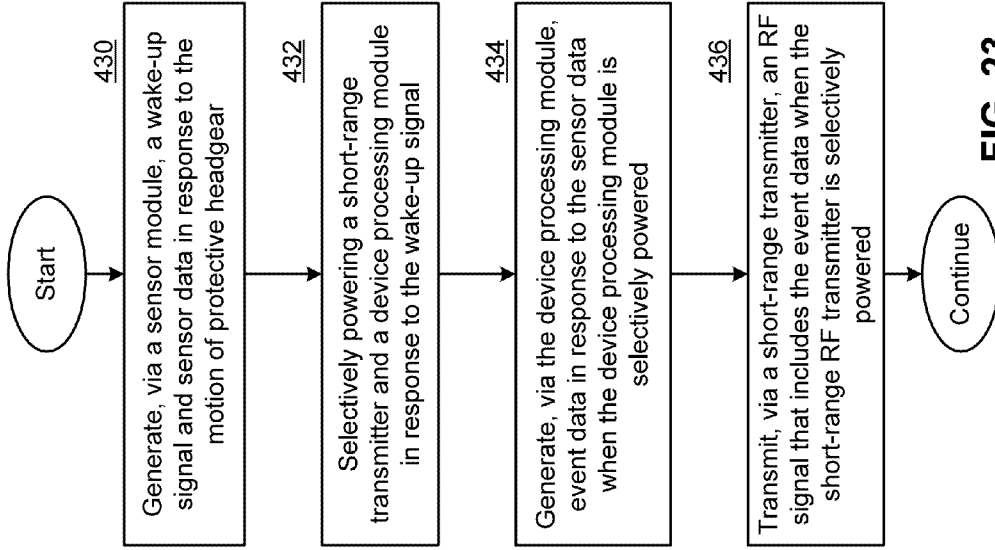 Start
430
Generate, via a sensor module, a wake-up
signal and sensor data in response to the
motion of protective headgear
432
Selectively powering a short-range
transmitter and a device processing module
in response to the wake-up signal
434
Generate, via the device processing module,
event data in response to the sensor data
when the device processing module is
selectively powered
436
Transmit, via a short-range transmitter, an RF
signal that includes the event data when the
short-range RF transmitter is selectively
powered
Continue
FIG.